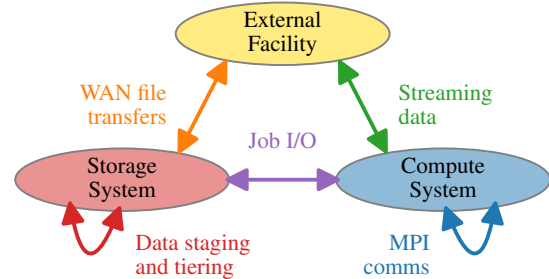 External
Facility
WAN file
transfers
Streaming
data
Job I/O
Storage
System
Compute
System
Data staging
and tiering
MPI
comms